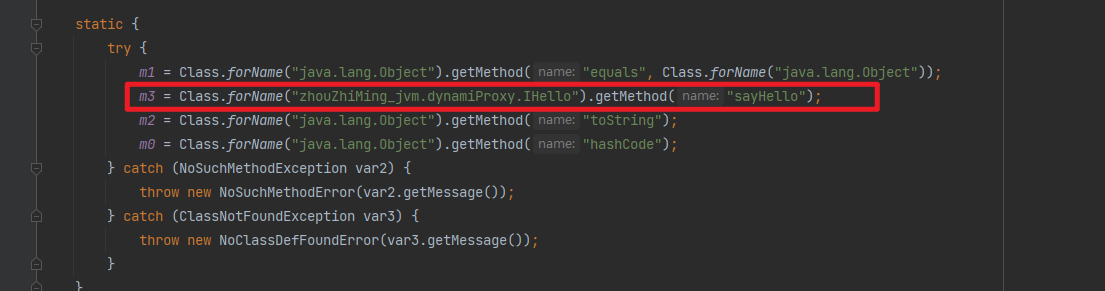 static {
try {
m1 = Class.forName("java.lang.Object").getMethod( name: "equals", Class.forName("java.lang.Object"));
m3 = Class.forName("zhouZhiMing_jvm.dynamiProxy.IHello").getMethod( name: "sayHello");
m2 = Class.forName("java.lang.Object").getMethod( name: "toString");
m0 = Class.forName("java.lang.Object").getMethod( name: "hashCode");
} catch (NoSuchMethodException var2) {
throw new NoSuchMethodError(var2.getMessage());
} catch (ClassNotFoundException var3) {
throw new NoClassDefFoundError(var3.getMessage());
}
}